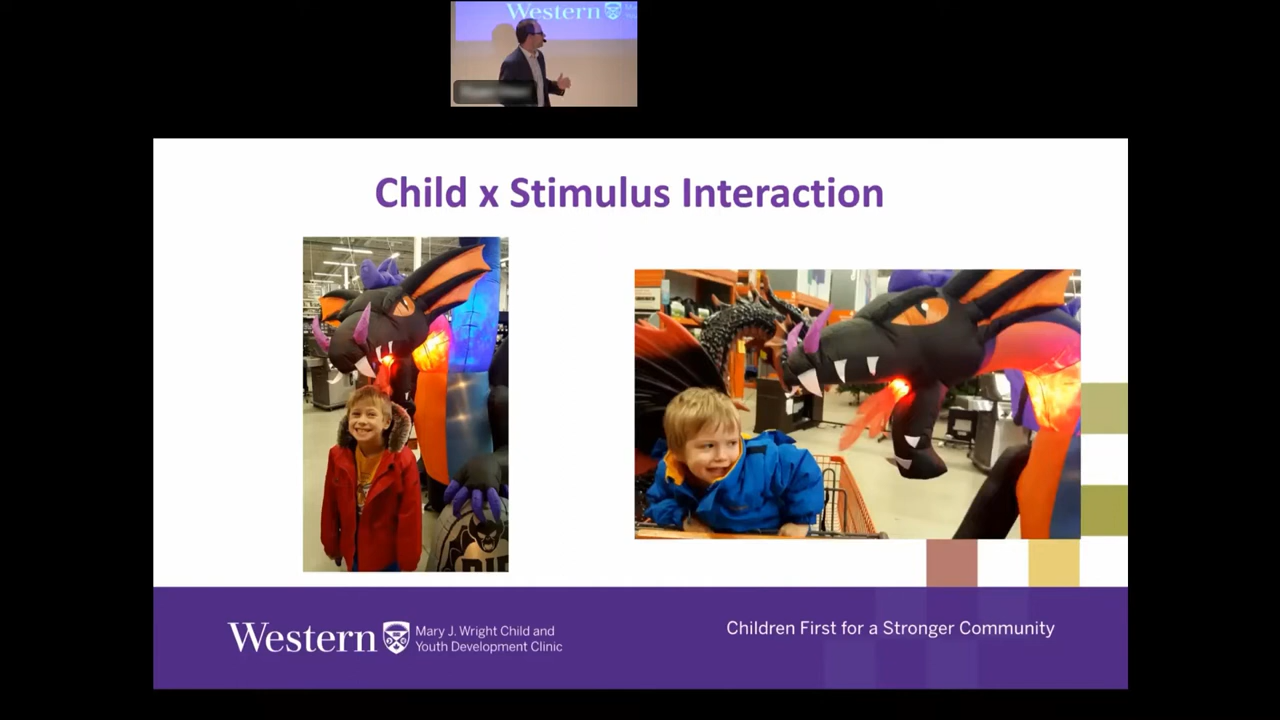 Western
Child x Stimulus Interaction
Western
Mary J. Wright Child and
Youth Development Clinic
Children First for a Stronger Community